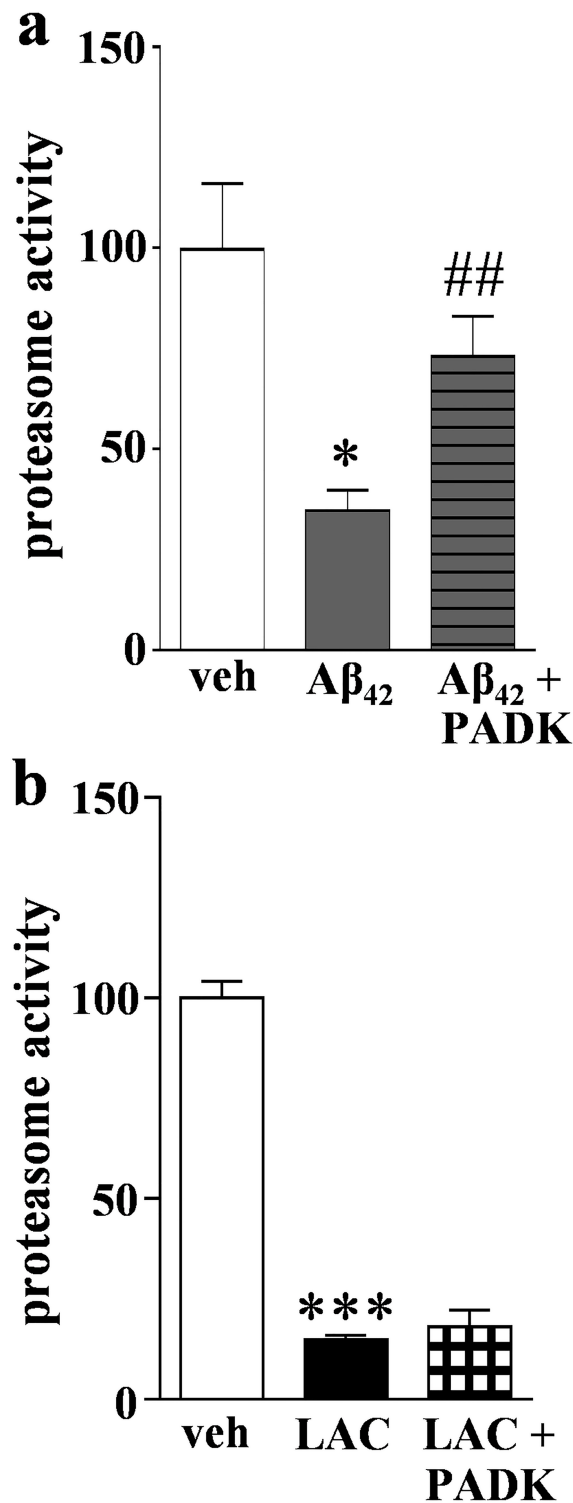 a
150
100
50
0
proteasome activity
*
##
veh
Aβ42
Aβ42 +
PADK
b
150
100
50
0
proteasome activity
***
veh
LAC
LAC +
PADK